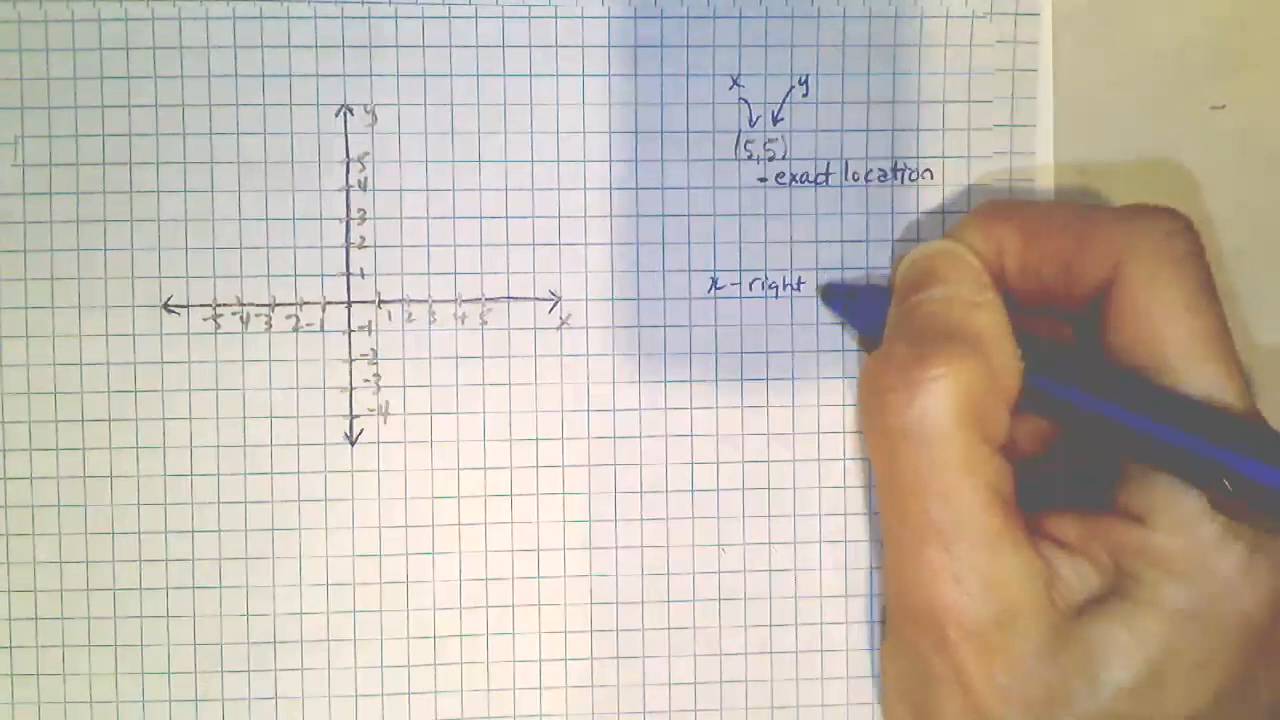 x y
(5,5)
-exact location
x-right
y
5
4
3
2
1
-5 -4 -3 -2 -1 1 2 3 4 5
x
-1
-2
-3
-4